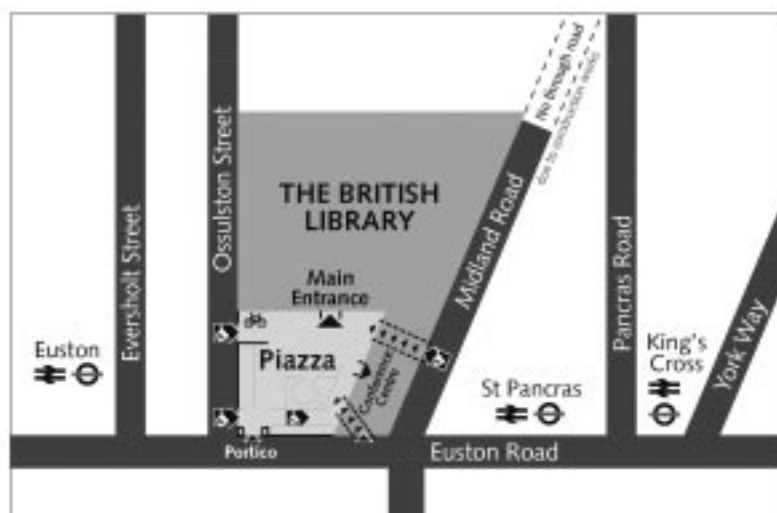 No through road
due to construction works
Eversholt Street
Ossulston Street
THE BRITISH
LIBRARY
Midland Road
Pancras Road
York Way
Main
Entrance
Euston
Piazza
Conference
Centre
St Pancras
King's
Cross
Portico
Euston Road